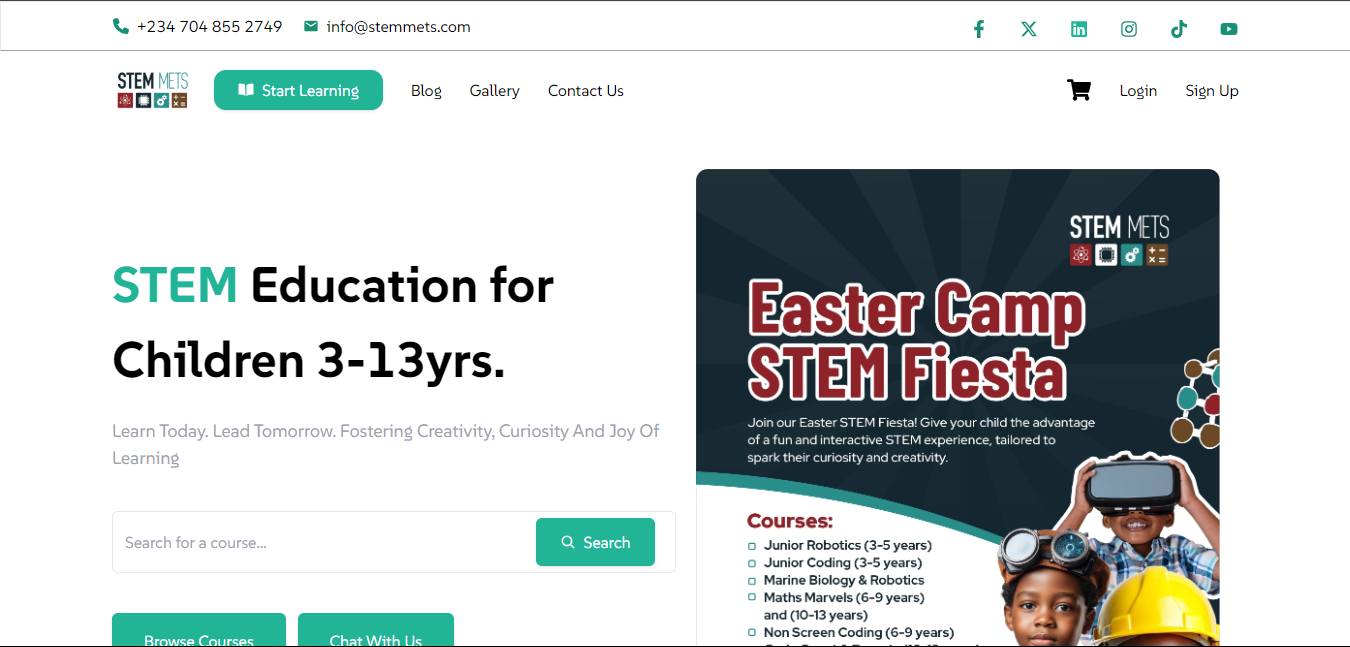 +234 704 855 2749 info@stemmets.com
STEM METS Start Learning Blog Gallery Contact Us Login Sign Up
STEM Education for
Children 3-13yrs.
Learn Today. Lead Tomorrow. Fostering Creativity, Curiosity And Joy Of
Learning
Search for a course... Search
Browse Courses Chat With Us
STEM METS
Easter Camp
STEM Fiesta
Join our Easter STEM Fiesta! Give your child the advantage
of a fun and interactive STEM experience, tailored to
spark their curiosity and creativity.
Courses:
Junior Robotics (3-5 years)
Junior Coding (3-5 years)
Marine Biology & Robotics
Maths Marvels (6-9 years)
and (10-13 years)
Non Screen Coding (6-9 years)